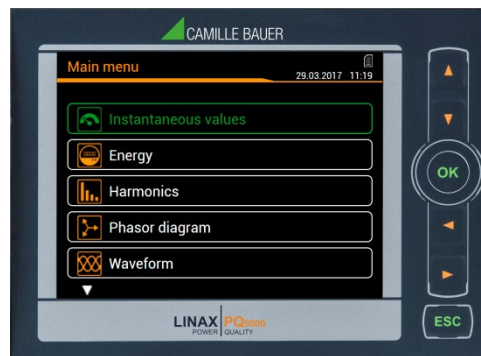 CAMILLE BAUER
Main menu
29.03.2017 11:19
Instantaneous values
Energy
Harmonics
Phasor diagram
Waveform
OK
LINAX PQ5000
POWER QUALITY
ESC